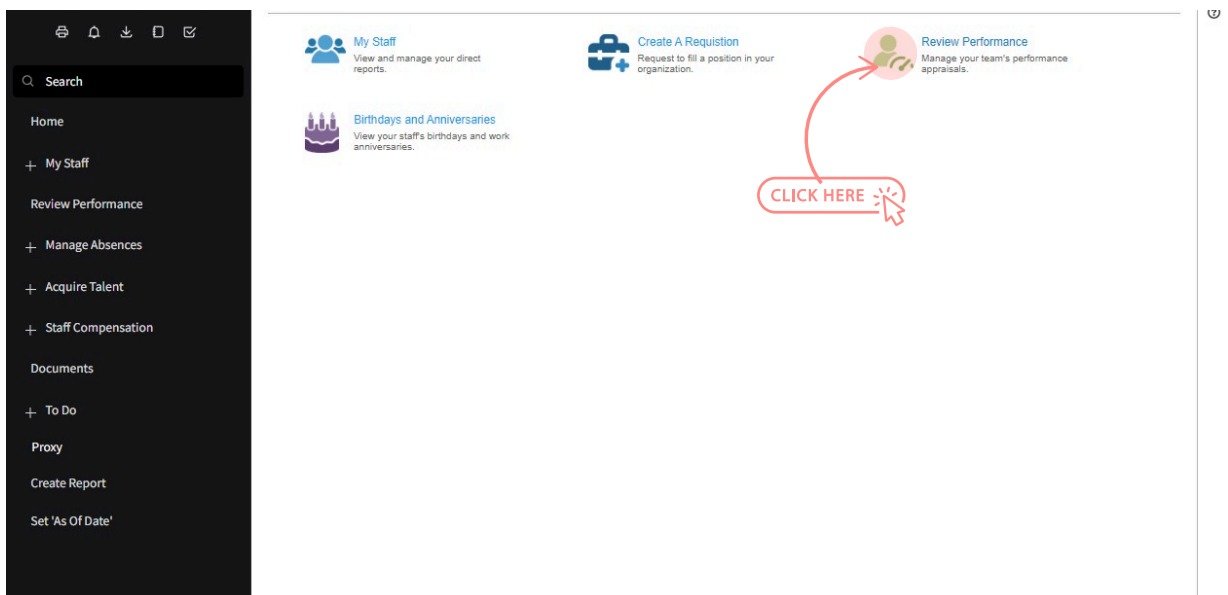 Search
Home
+ My Staff
Review Performance
+ Manage Absences
+ Acquire Talent
+ Staff Compensation
Documents
+ To Do
Proxy
Create Report
Set 'As Of Date'
My Staff
View and manage your direct
reports.
Create A Requistion
Request to fill a position in your
organization.
Review Performance
Manage your team's performance
appraisals.
Birthdays and Anniversaries
View your staff's birthdays and work
anniversaries.
CLICK HERE
?